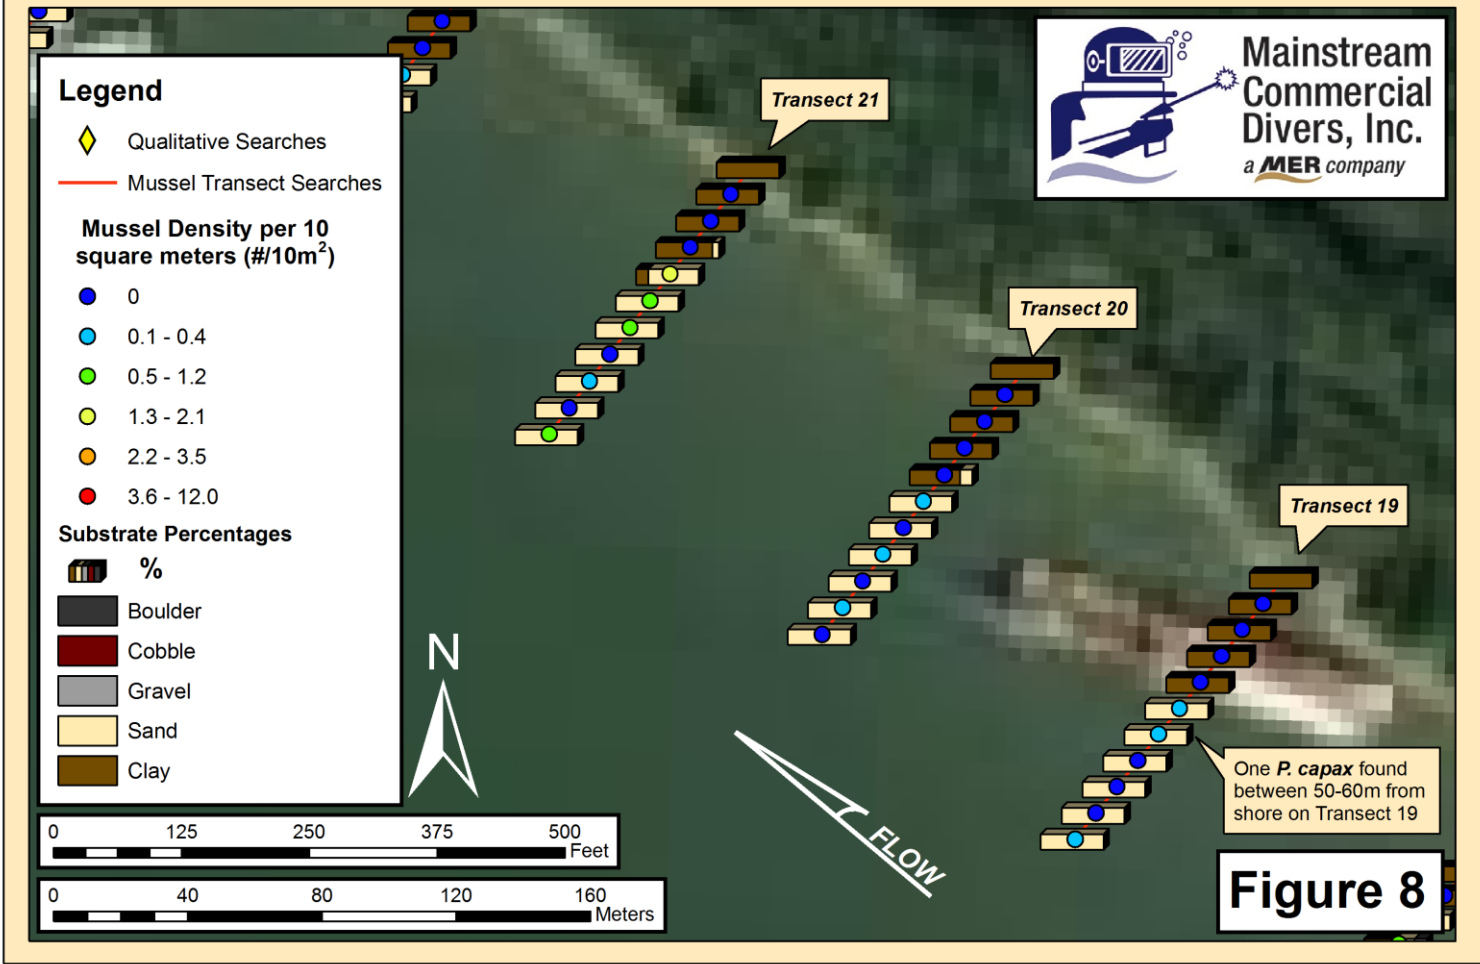 Legend
Qualitative Searches
Mussel Transect Searches
Mussel Density per 10
square meters (#/10m²)
0
0.1 - 0.4
0.5 - 1.2
1.3 - 2.1
2.2 - 3.5
3.6 - 12.0
Substrate Percentages
%
Boulder
Cobble
Gravel
Sand
Clay
Transect 21
Transect 20
Transect 19
Mainstream
Commercial
Divers, Inc.
a MER company
One P. capax found
between 50-60m from
shore on Transect 19
N
FLOW
0 125 250 375 500
Feet
0 40 80 120 160
Meters
Figure 8